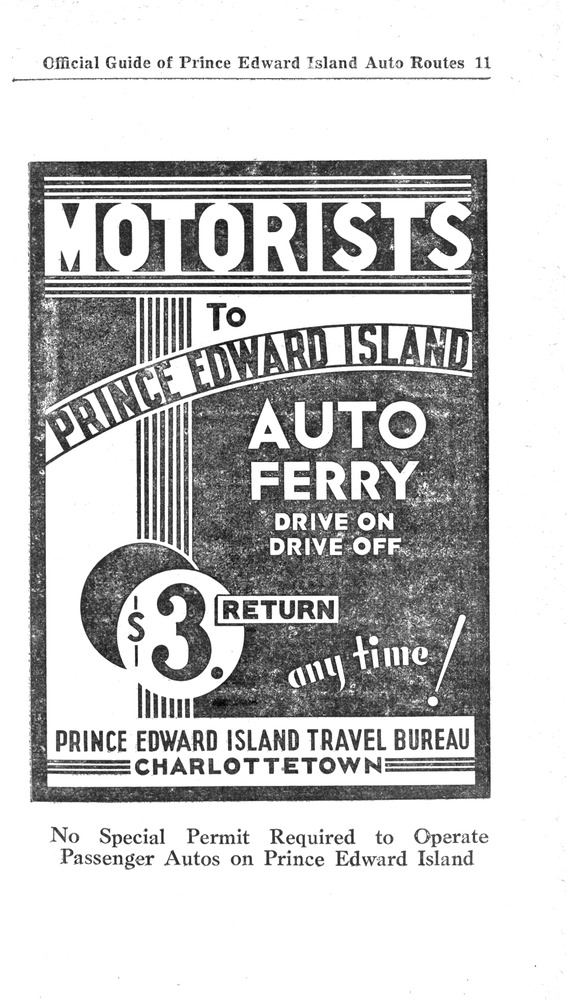 Official Guide of Prince Edward Island Auto Routes 11
MOTORISTS
To
PRINCE EDWARD ISLAND
AUTO
FERRY
DRIVE ON
DRIVE OFF
$3.
RETURN
any time!
PRINCE EDWARD ISLAND TRAVEL BUREAU
CHARLOTTETOWN
No Special Permit Required to Operate
Passenger Autos on Prince Edward Island